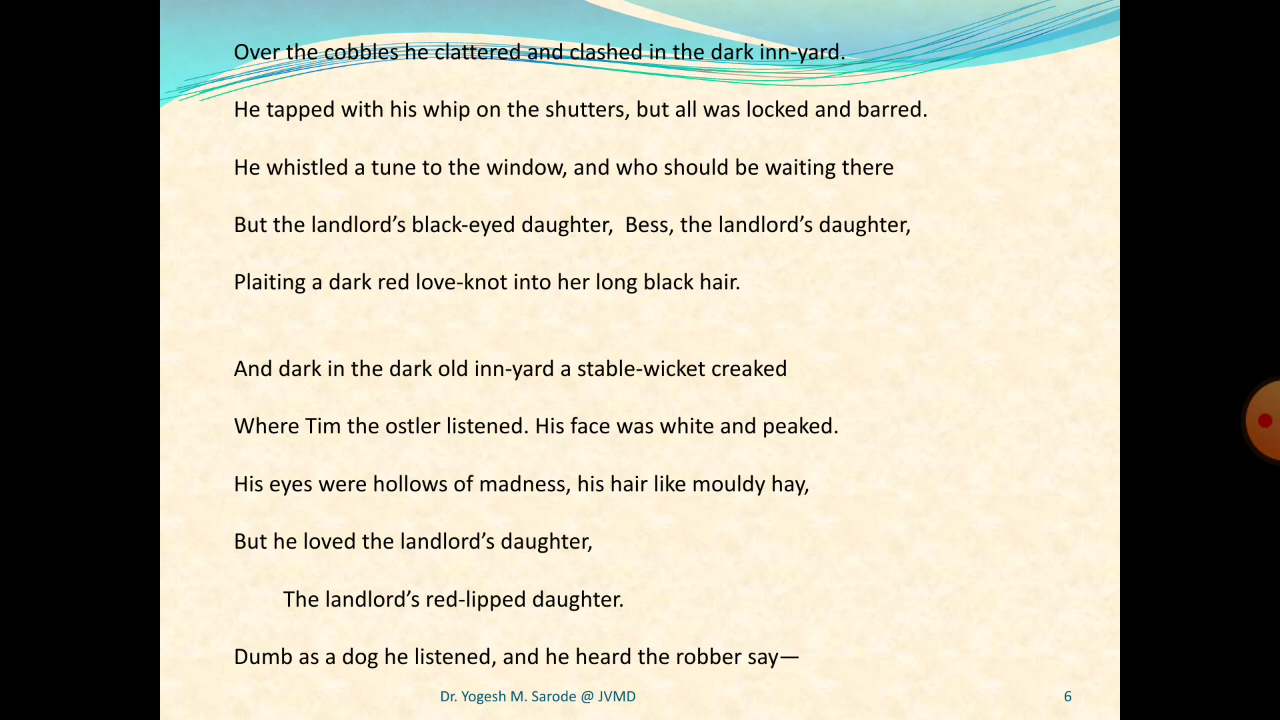 Over the cobbles he clattered and clashed in the dark inn-yard.
He tapped with his whip on the shutters, but all was locked and barred.
He whistled a tune to the window, and who should be waiting there
But the landlord’s black-eyed daughter,  Bess, the landlord’s daughter,
Plaiting a dark red love-knot into her long black hair.
And dark in the dark old inn-yard a stable-wicket creaked
Where Tim the ostler listened. His face was white and peaked.
His eyes were hollows of madness, his hair like mouldy hay,
But he loved the landlord’s daughter,
The landlord’s red-lipped daughter.
Dumb as a dog he listened, and he heard the robber say—
Dr. Yogesh M. Sarode @ JVMD
6